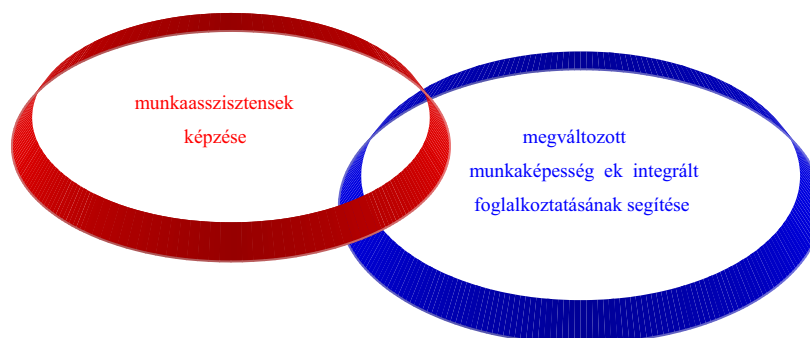 munkaasszisztensek
képzése
megváltozott
munkaképesség ek integrált
foglalkoztatásának segítése